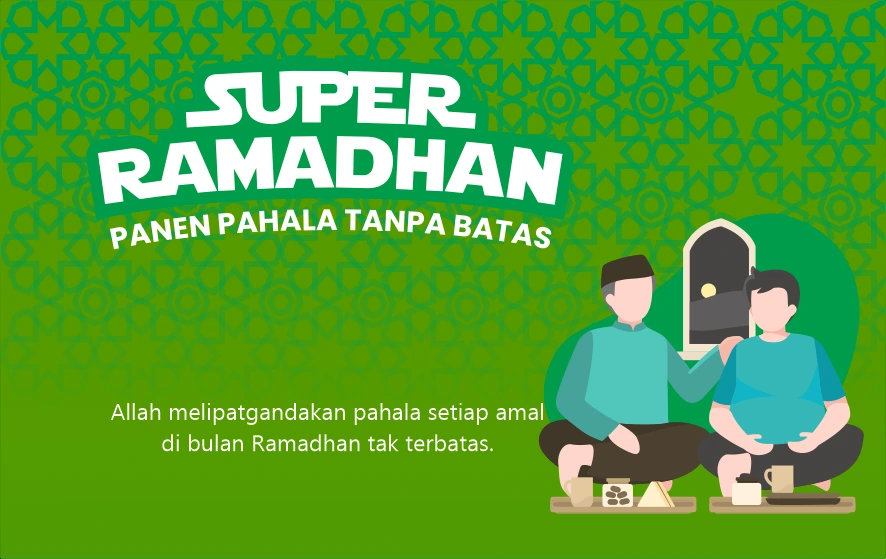 SUPER
RAMADHAN
PANEN PAHALA TANPA BATAS
Allah melipatgandakan pahala setiap amal
di bulan Ramadhan tak terbatas.